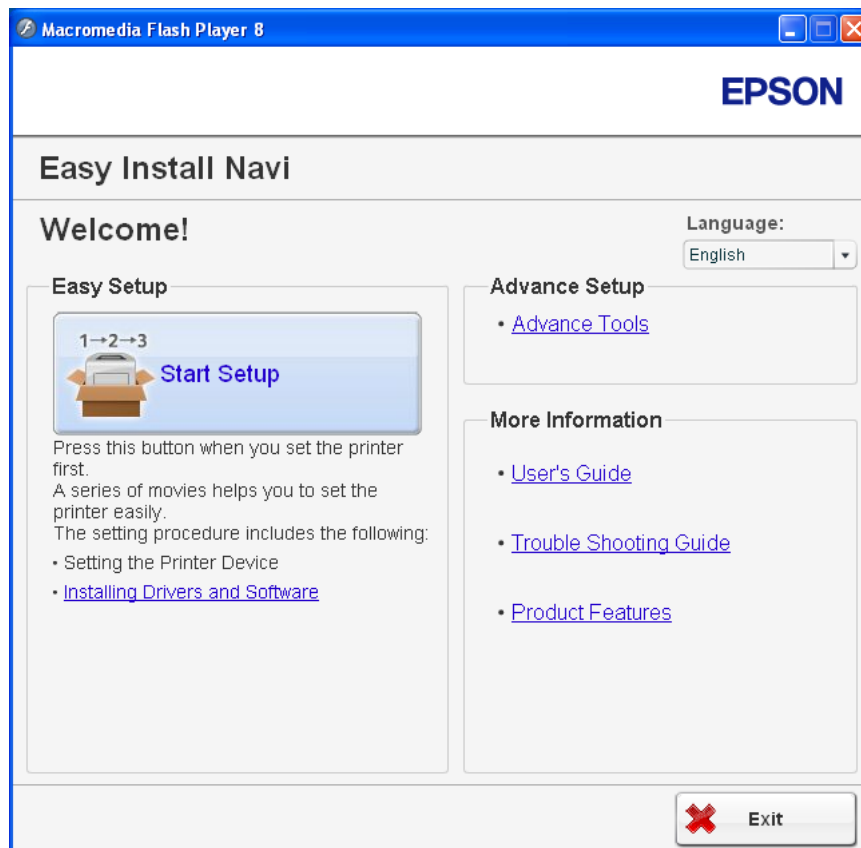 Macromedia Flash Player 8
EPSON
Easy Install Navi
Welcome!
Language:
English
Easy Setup
1→2→3
Start Setup
Press this button when you set the printer
first.
A series of movies helps you to set the
printer easily.
The setting procedure includes the following:
• Setting the Printer Device
• Installing Drivers and Software
Advance Setup
• Advance Tools
More Information
• User's Guide
• Trouble Shooting Guide
• Product Features
Exit